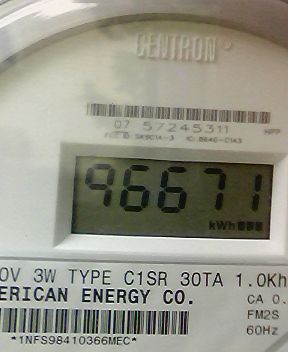 CENTRON®
07 57245311 HPP
96671
kWh
0V 3W TYPE C1SR 30TA 1.0Kh
ERICAN ENERGY CO.
CA 0.
FM2S
60Hz
*1NFS98410366MEC*